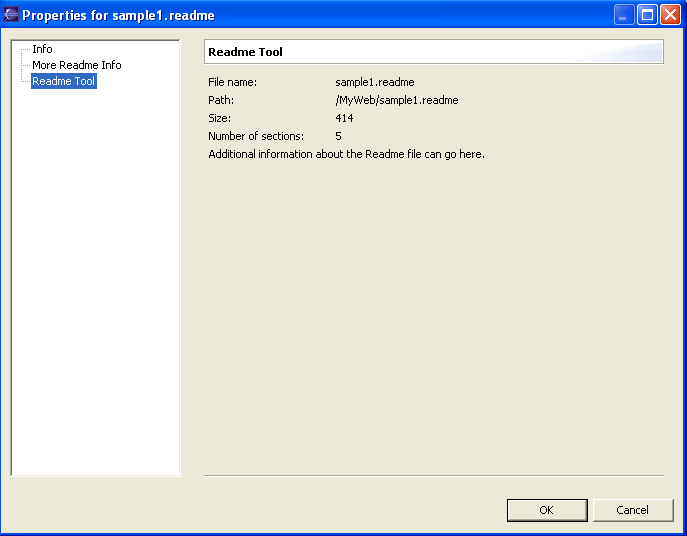 Properties for sample1.readme
Info
More Readme Info
Readme Tool
Readme Tool
File name: sample1.readme
Path: /MyWeb/sample1.readme
Size: 414
Number of sections: 5
Additional information about the Readme file can go here.
OK Cancel